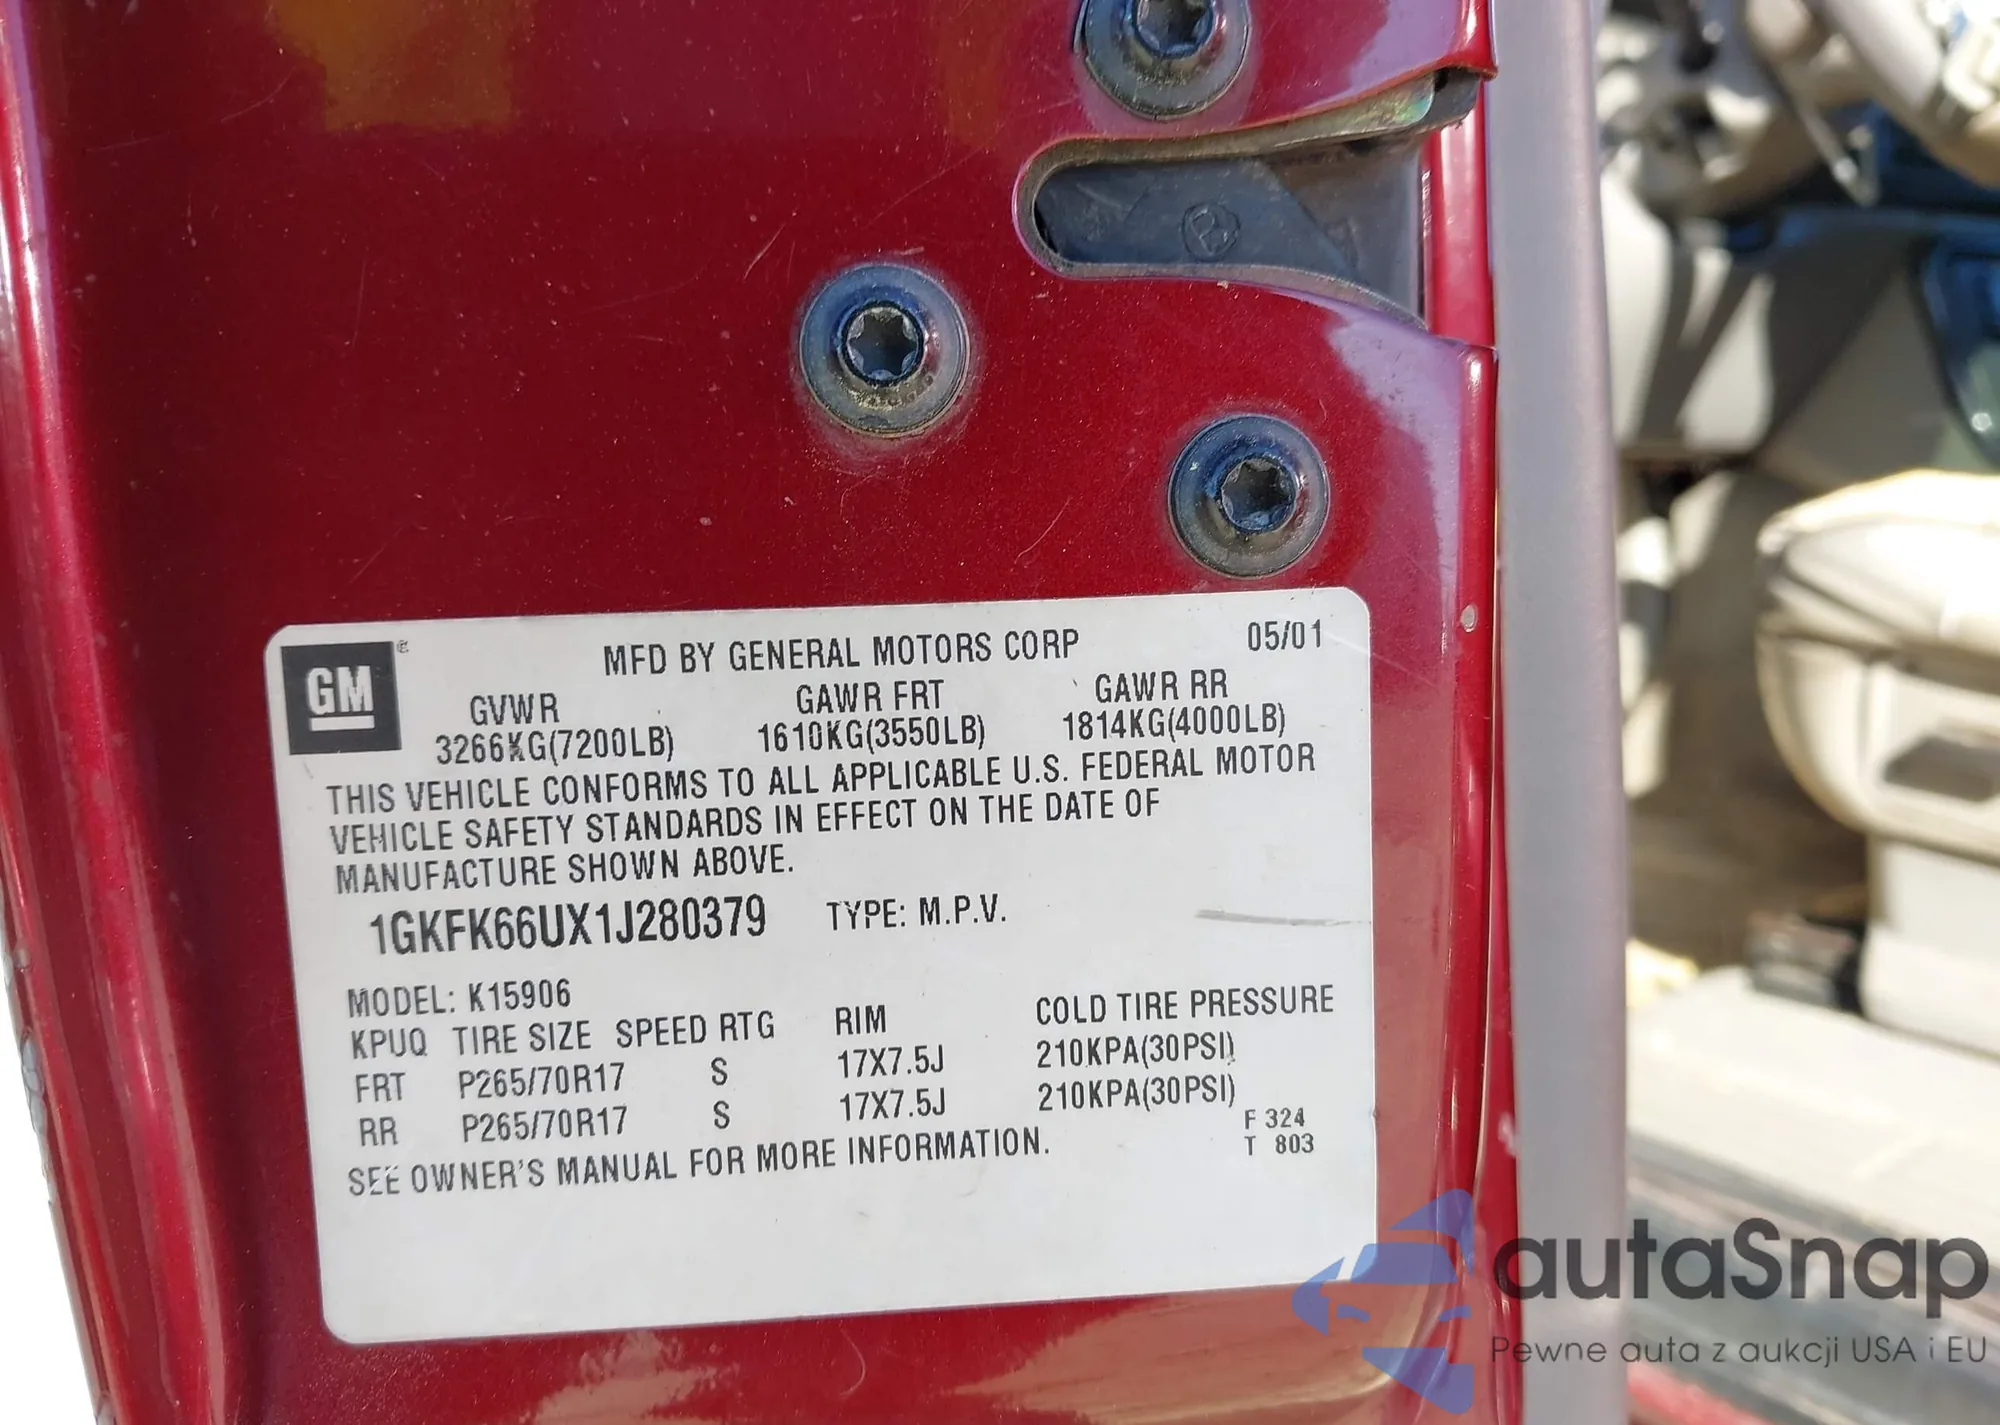 GM
MFD BY GENERAL MOTORS CORP 05/01
GVWR GAWR FRT GAWR RR
3266KG(7200LB) 1610KG(3550LB) 1814KG(4000LB)
THIS VEHICLE CONFORMS TO ALL APPLICABLE U.S. FEDERAL MOTOR
VEHICLE SAFETY STANDARDS IN EFFECT ON THE DATE OF
MANUFACTURE SHOWN ABOVE.
1GKFK66UX1J280379 TYPE: M.P.V.
MODEL: K15906
KPUQ TIRE SIZE SPEED RTG RIM COLD TIRE PRESSURE
FRT P265/70R17 S 17X7.5J 210KPA(30PSI)
RR P265/70R17 S 17X7.5J 210KPA(30PSI)
SEE OWNER'S MANUAL FOR MORE INFORMATION.
F 324
T 803
autaSnap
Pewne auta z aukcji USA i EU